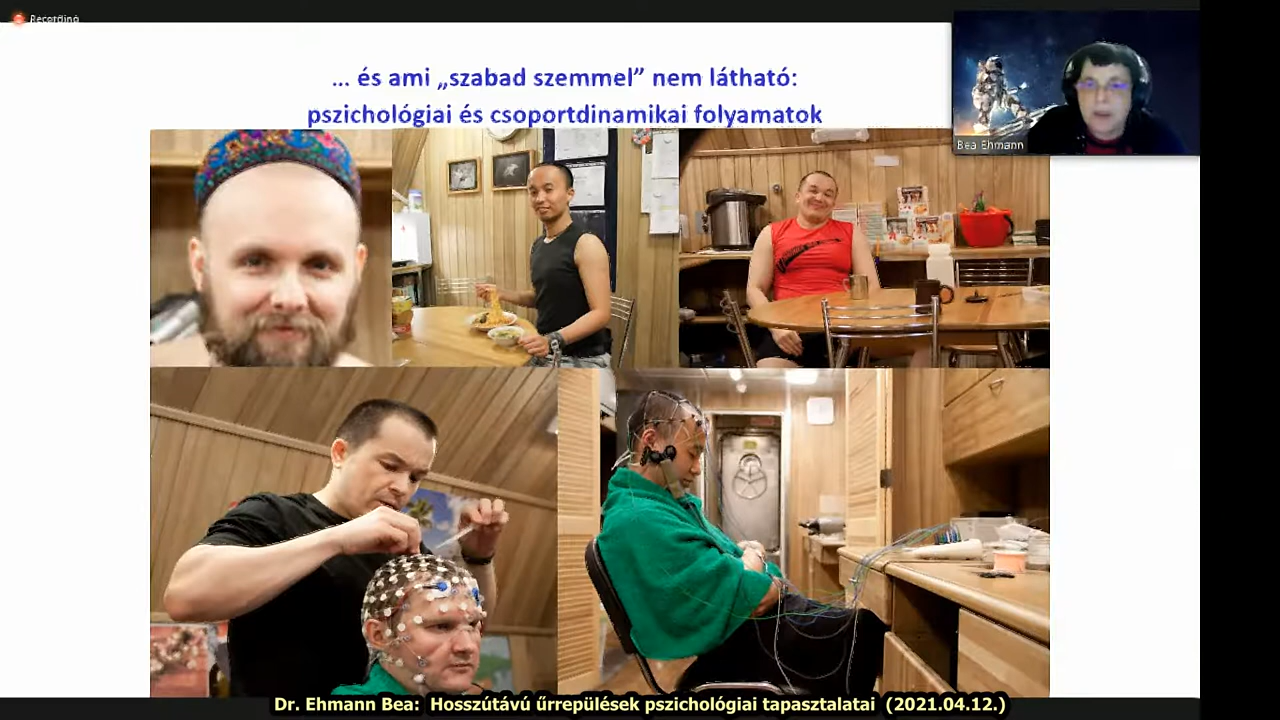 Recording
... és ami „szabad szemmel” nem látható:
pszichológiai és csoportdinamikai folyamatok
Bea Ehmann
Dr. Ehmann Bea: Hosszútávú űrrepülések pszichológiai tapasztalatai (2021.04.12.)